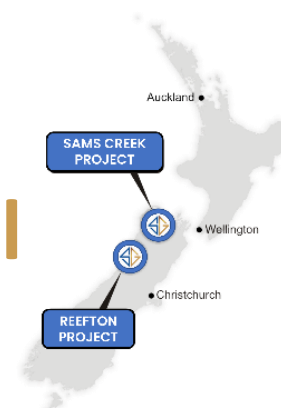 Auckland
SAMS CREEK
PROJECT
Wellington
Christchurch
REEFTON
PROJECT